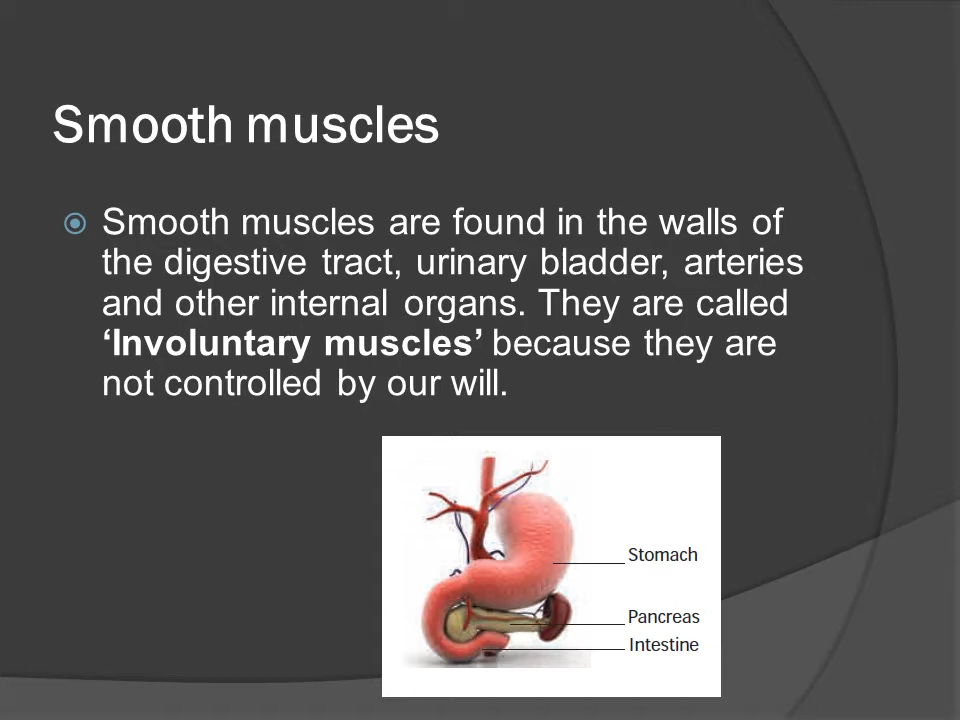 Smooth muscles
Smooth muscles are found in the walls of
the digestive tract, urinary bladder, arteries
and other internal organs. They are called
‘Involuntary muscles’ because they are
not controlled by our will.
Stomach
Pancreas
Intestine